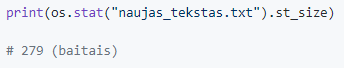 print(os.stat("naujas_tekstas.txt").st_size)
# 279 (baitais)